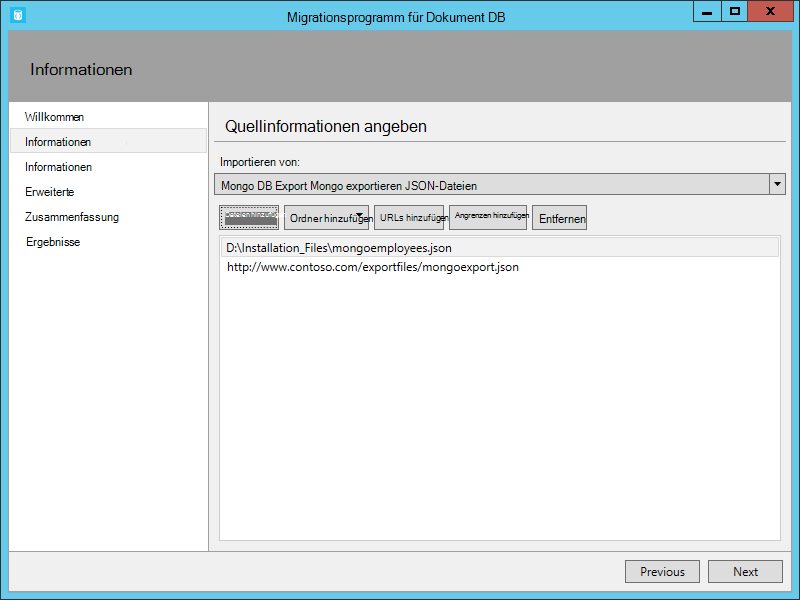 Migrationsprogramm für Dokument DB
Informationen
Willkommen
Informationen
Informationen
Erweiterte
Zusammenfassung
Ergebnisse
Quellinformationen angeben
Importieren von:
Mongo DB Export Mongo exportieren JSON-Dateien
Dateien hinzufügen Ordner hinzufügen URLs hinzufügen Angrenzen hinzufügen Entfernen
D:\Installation_Files\mongoemployees.json
http://www.contoso.com/exportfiles/mongoexport.json
Previous Next